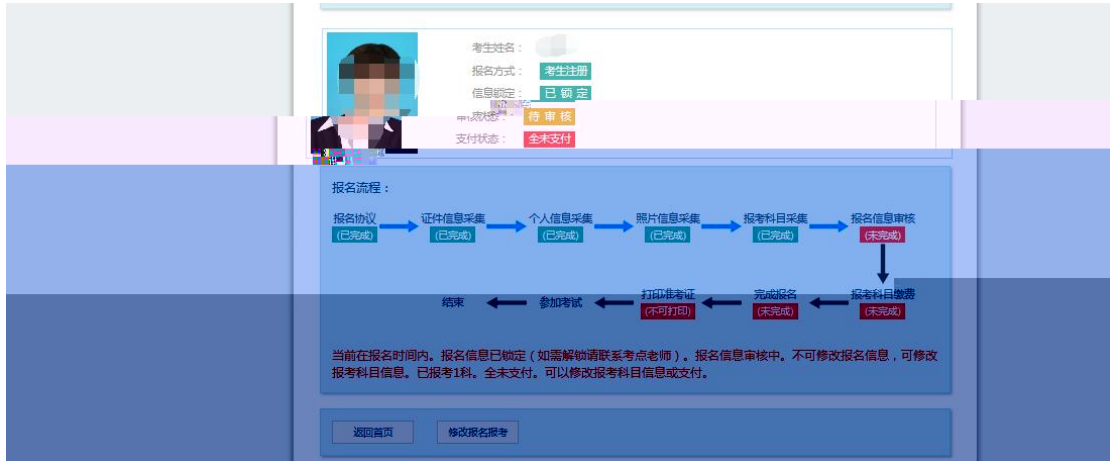 考生姓名：
报名方式： 考生注册
信息锁定： 已锁定
审核状态： 待审核
支付状态： 全未支付
报名流程：
报名协议 证件信息采集 个人信息采集 照片信息采集 报考科目采集 报名信息审核
(已完成) (已完成) (已完成) (已完成) (已完成) (未完成)
结束 参加考试 打印准考证 完成报名 报考科目缴费
(不可打印) (未完成) (未完成)
当前在报名时间内。报名信息已锁定（如需解锁请联系考点老师）。报名信息审核中。不可修改报名信息，可修改
报考科目信息。已报考1科。全未支付。可以修改报考科目信息或支付。
返回首页 修改报名报考